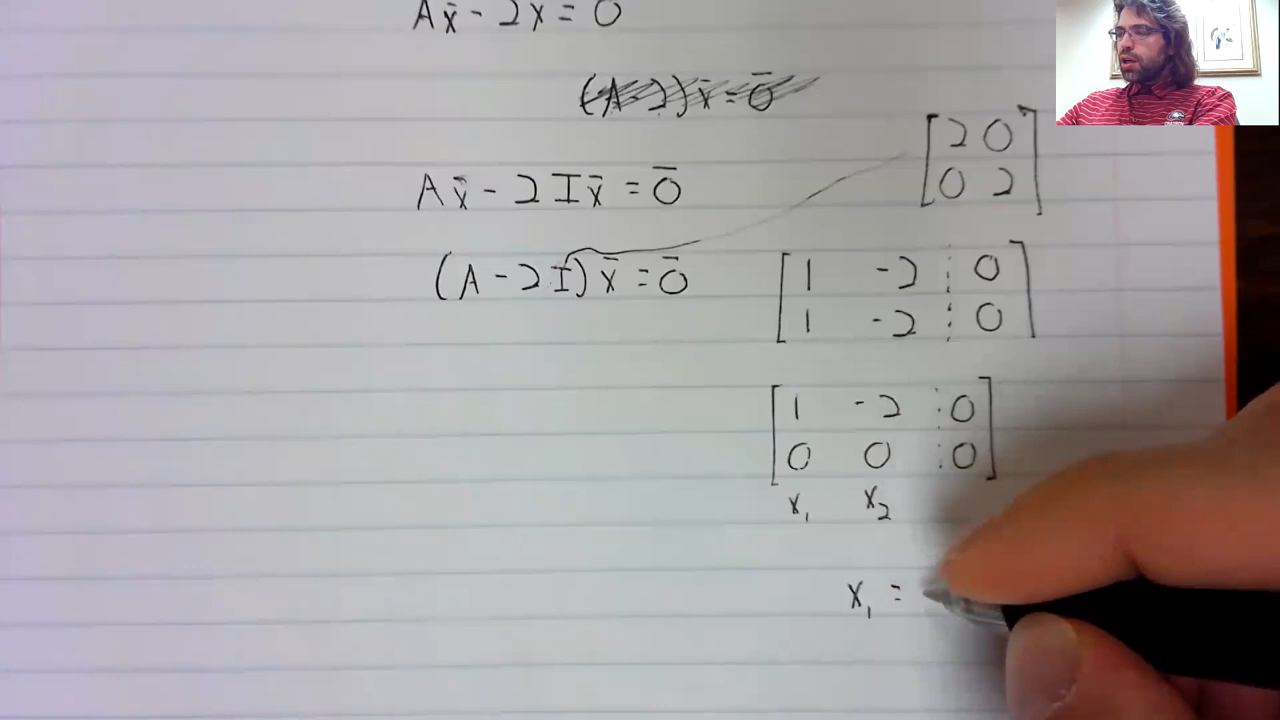 Ax̄ - 2x = 0
(A - 2)x̄ = 0̄
[2 0
0 2]
Ax̄ - 2Ix̄ = 0̄
(A - 2I)x̄ = 0̄
[1 -2 ⋮ 0
1 -2 ⋮ 0]
[1 -2 ⋮ 0
0 0 ⋮ 0]
x₁ x₂
x₁ =